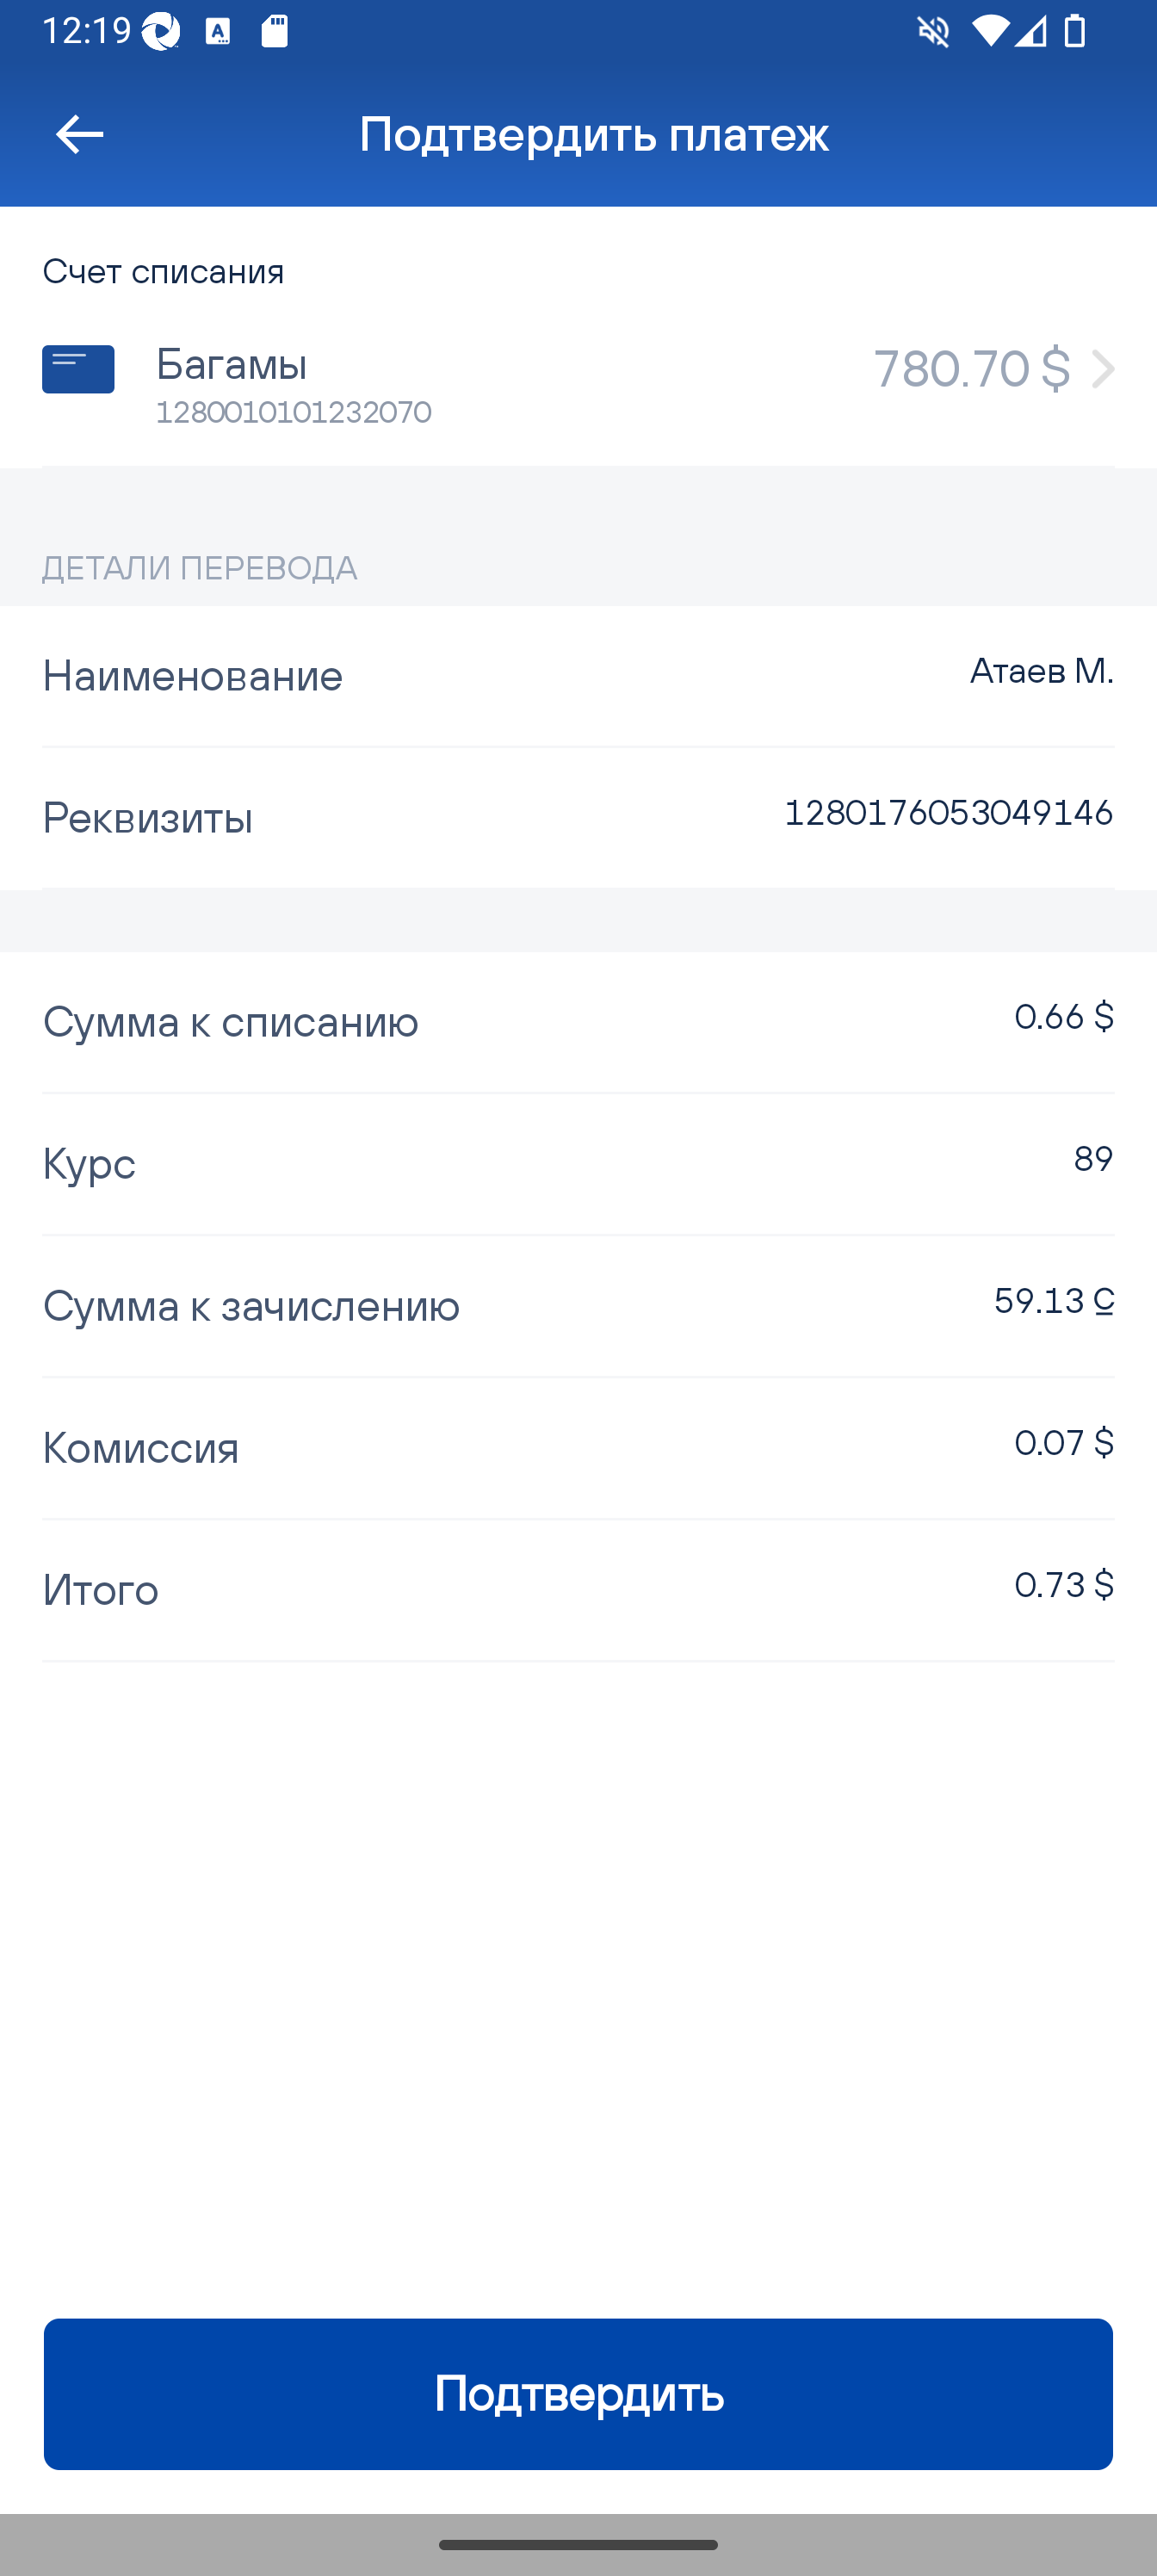 12:19
Подтвердить платеж
Счет списания
Багамы
780.70 $
1280010101232070
ДЕТАЛИ ПЕРЕВОДА
Наименование
Атаев М.
Реквизиты
1280176053049146
Сумма к списанию
0.66 $
Курс
89
Сумма к зачислению
59.13 С
Комиссия
0.07 $
Итого
0.73 $
Подтвердить